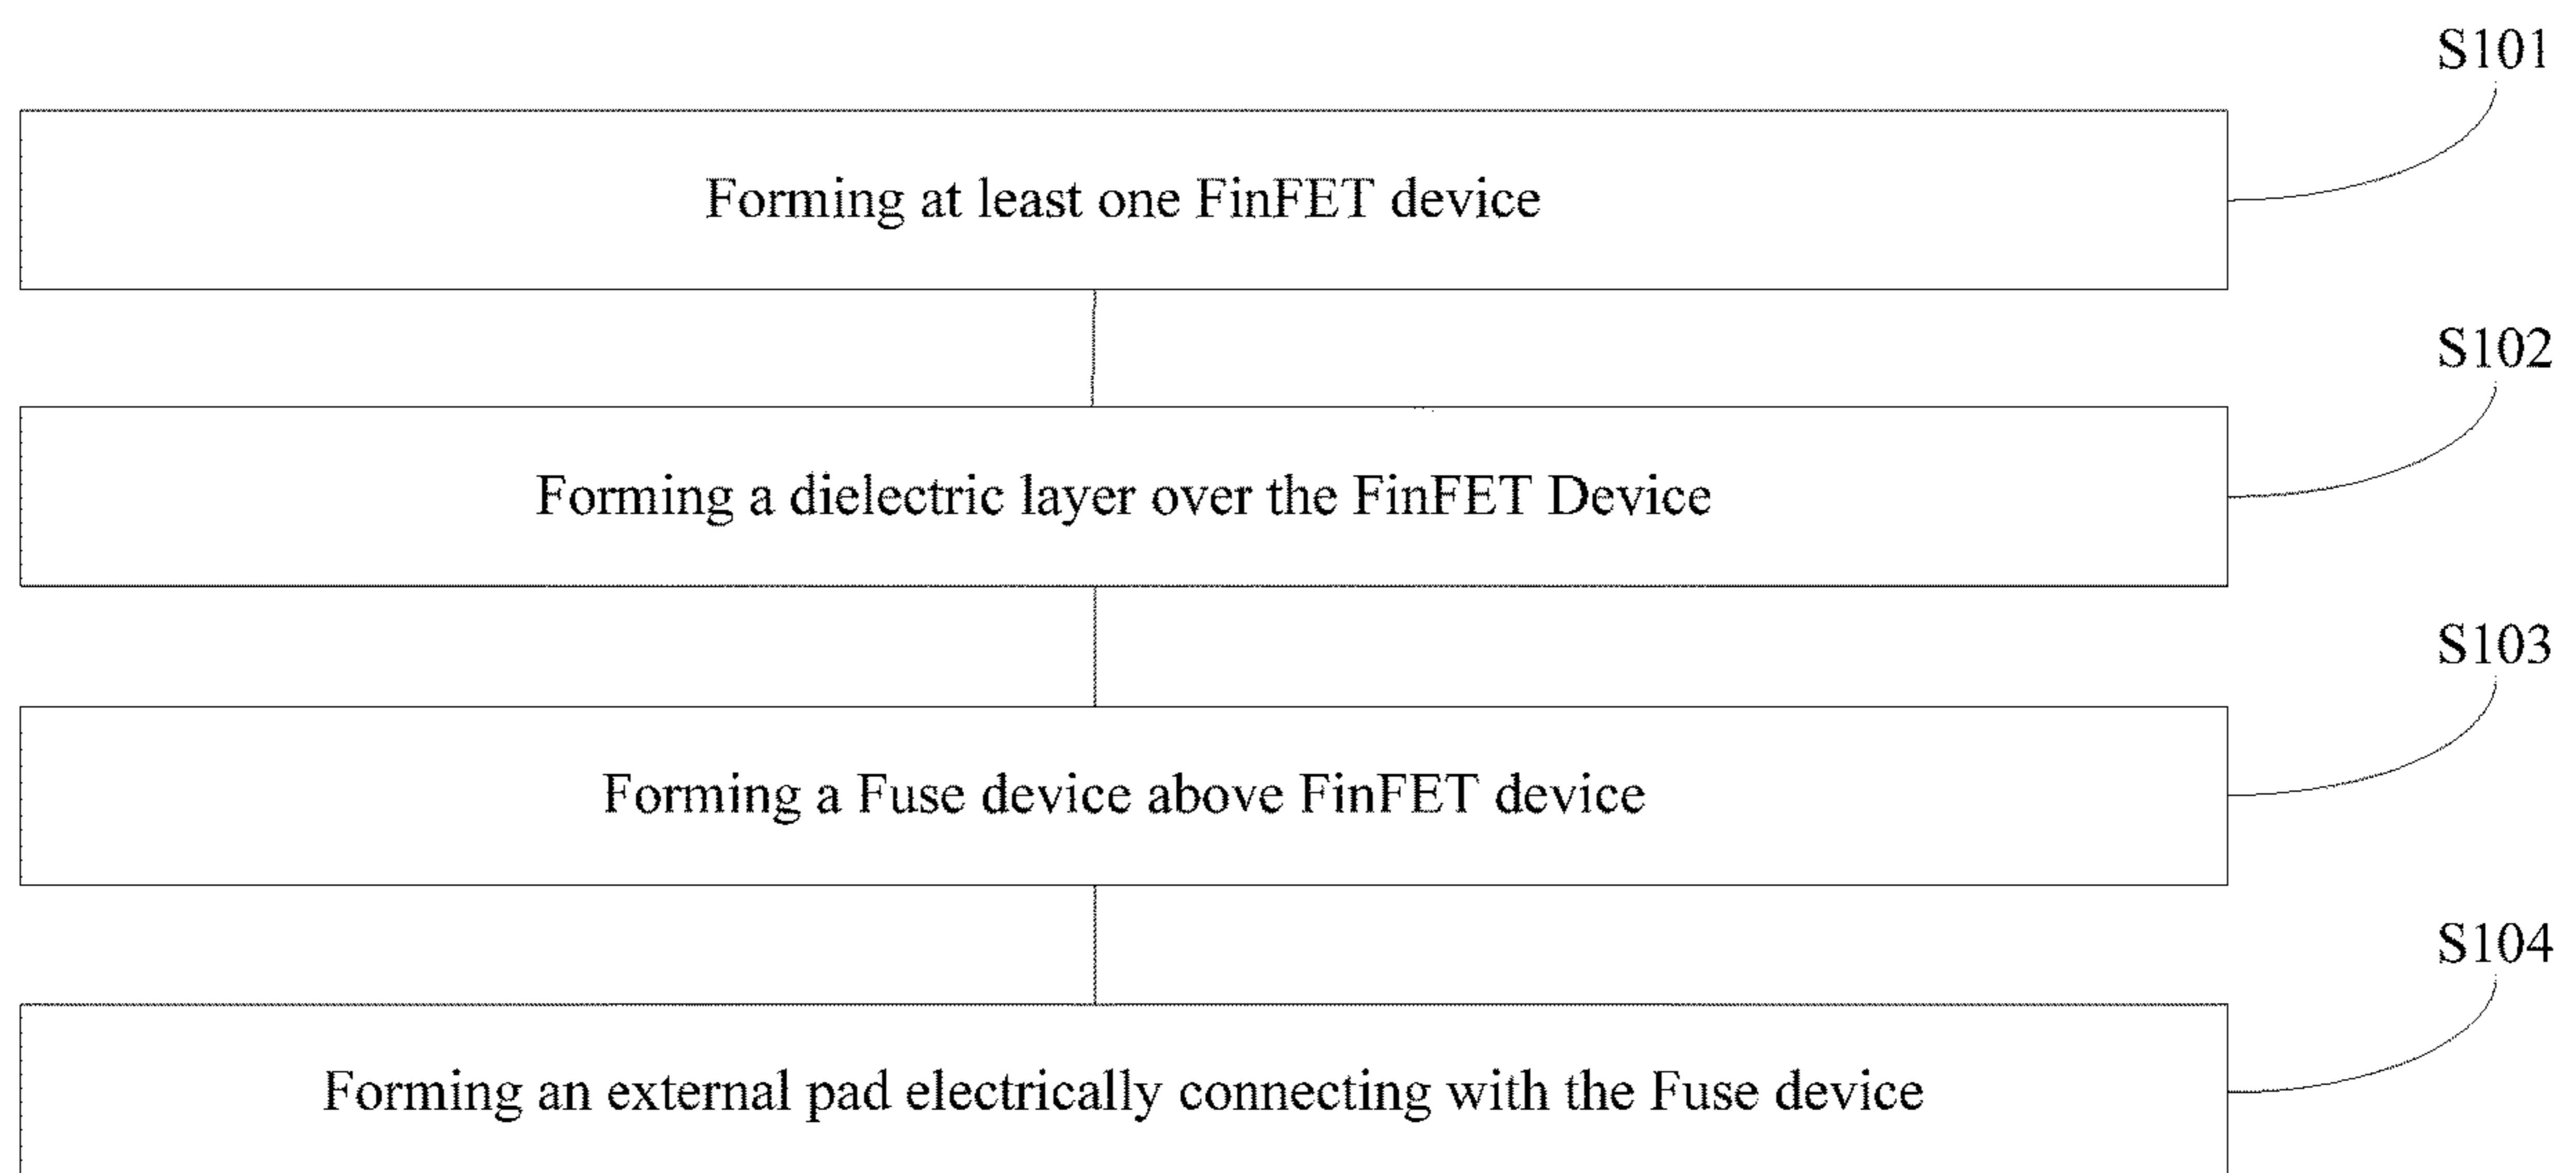 S101
Forming at least one FinFET device
S102
Forming a dielectric layer over the FinFET Device
S103
Forming a Fuse device above FinFET device
S104
Forming an external pad electrically connecting with the Fuse device